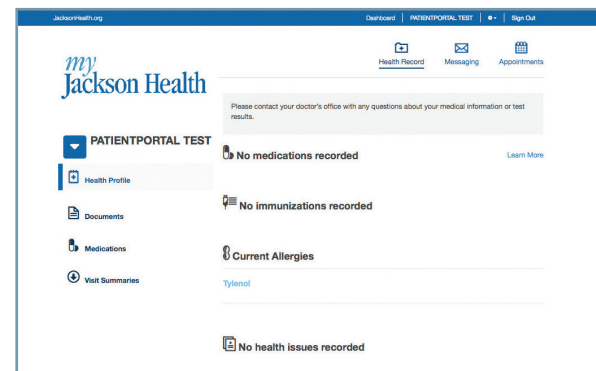 JacksonHealth.org
Dashboard
PATIENTPORTAL TEST
Sign Out
my
Jackson Health
Health Record
Messaging
Appointments
Please contact your doctor's office with any questions about your medical information or test
results.
PATIENTPORTAL TEST
No medications recorded
Learn More
Health Profile
No immunizations recorded
Documents
Medications
Current Allergies
Visit Summaries
Tylenol
No health issues recorded